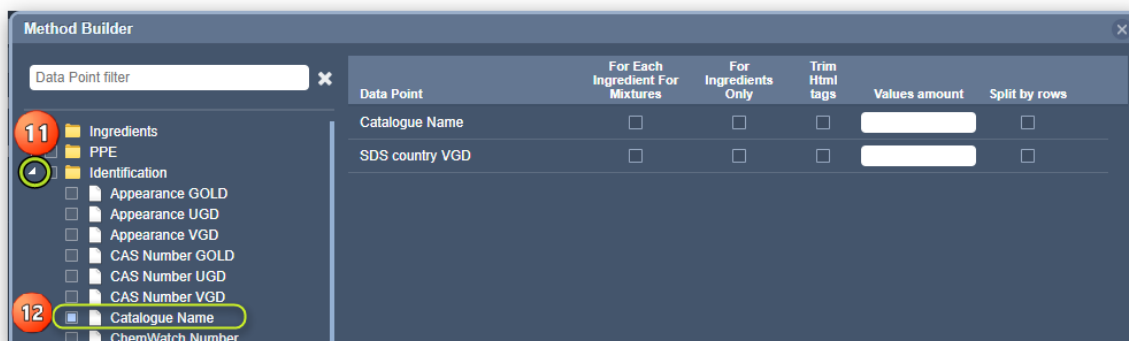 Method Builder
Data Point filter
11
Ingredients
PPE
Identification
Appearance GOLD
Appearance UGD
Appearance VGD
CAS Number GOLD
CAS Number UGD
CAS Number VGD
12
Catalogue Name
ChemWatch Number
Data Point
For Each
Ingredient For
Mixtures
For
Ingredients
Only
Trim
Html
tags
Values amount
Split by rows
Catalogue Name
SDS country VGD